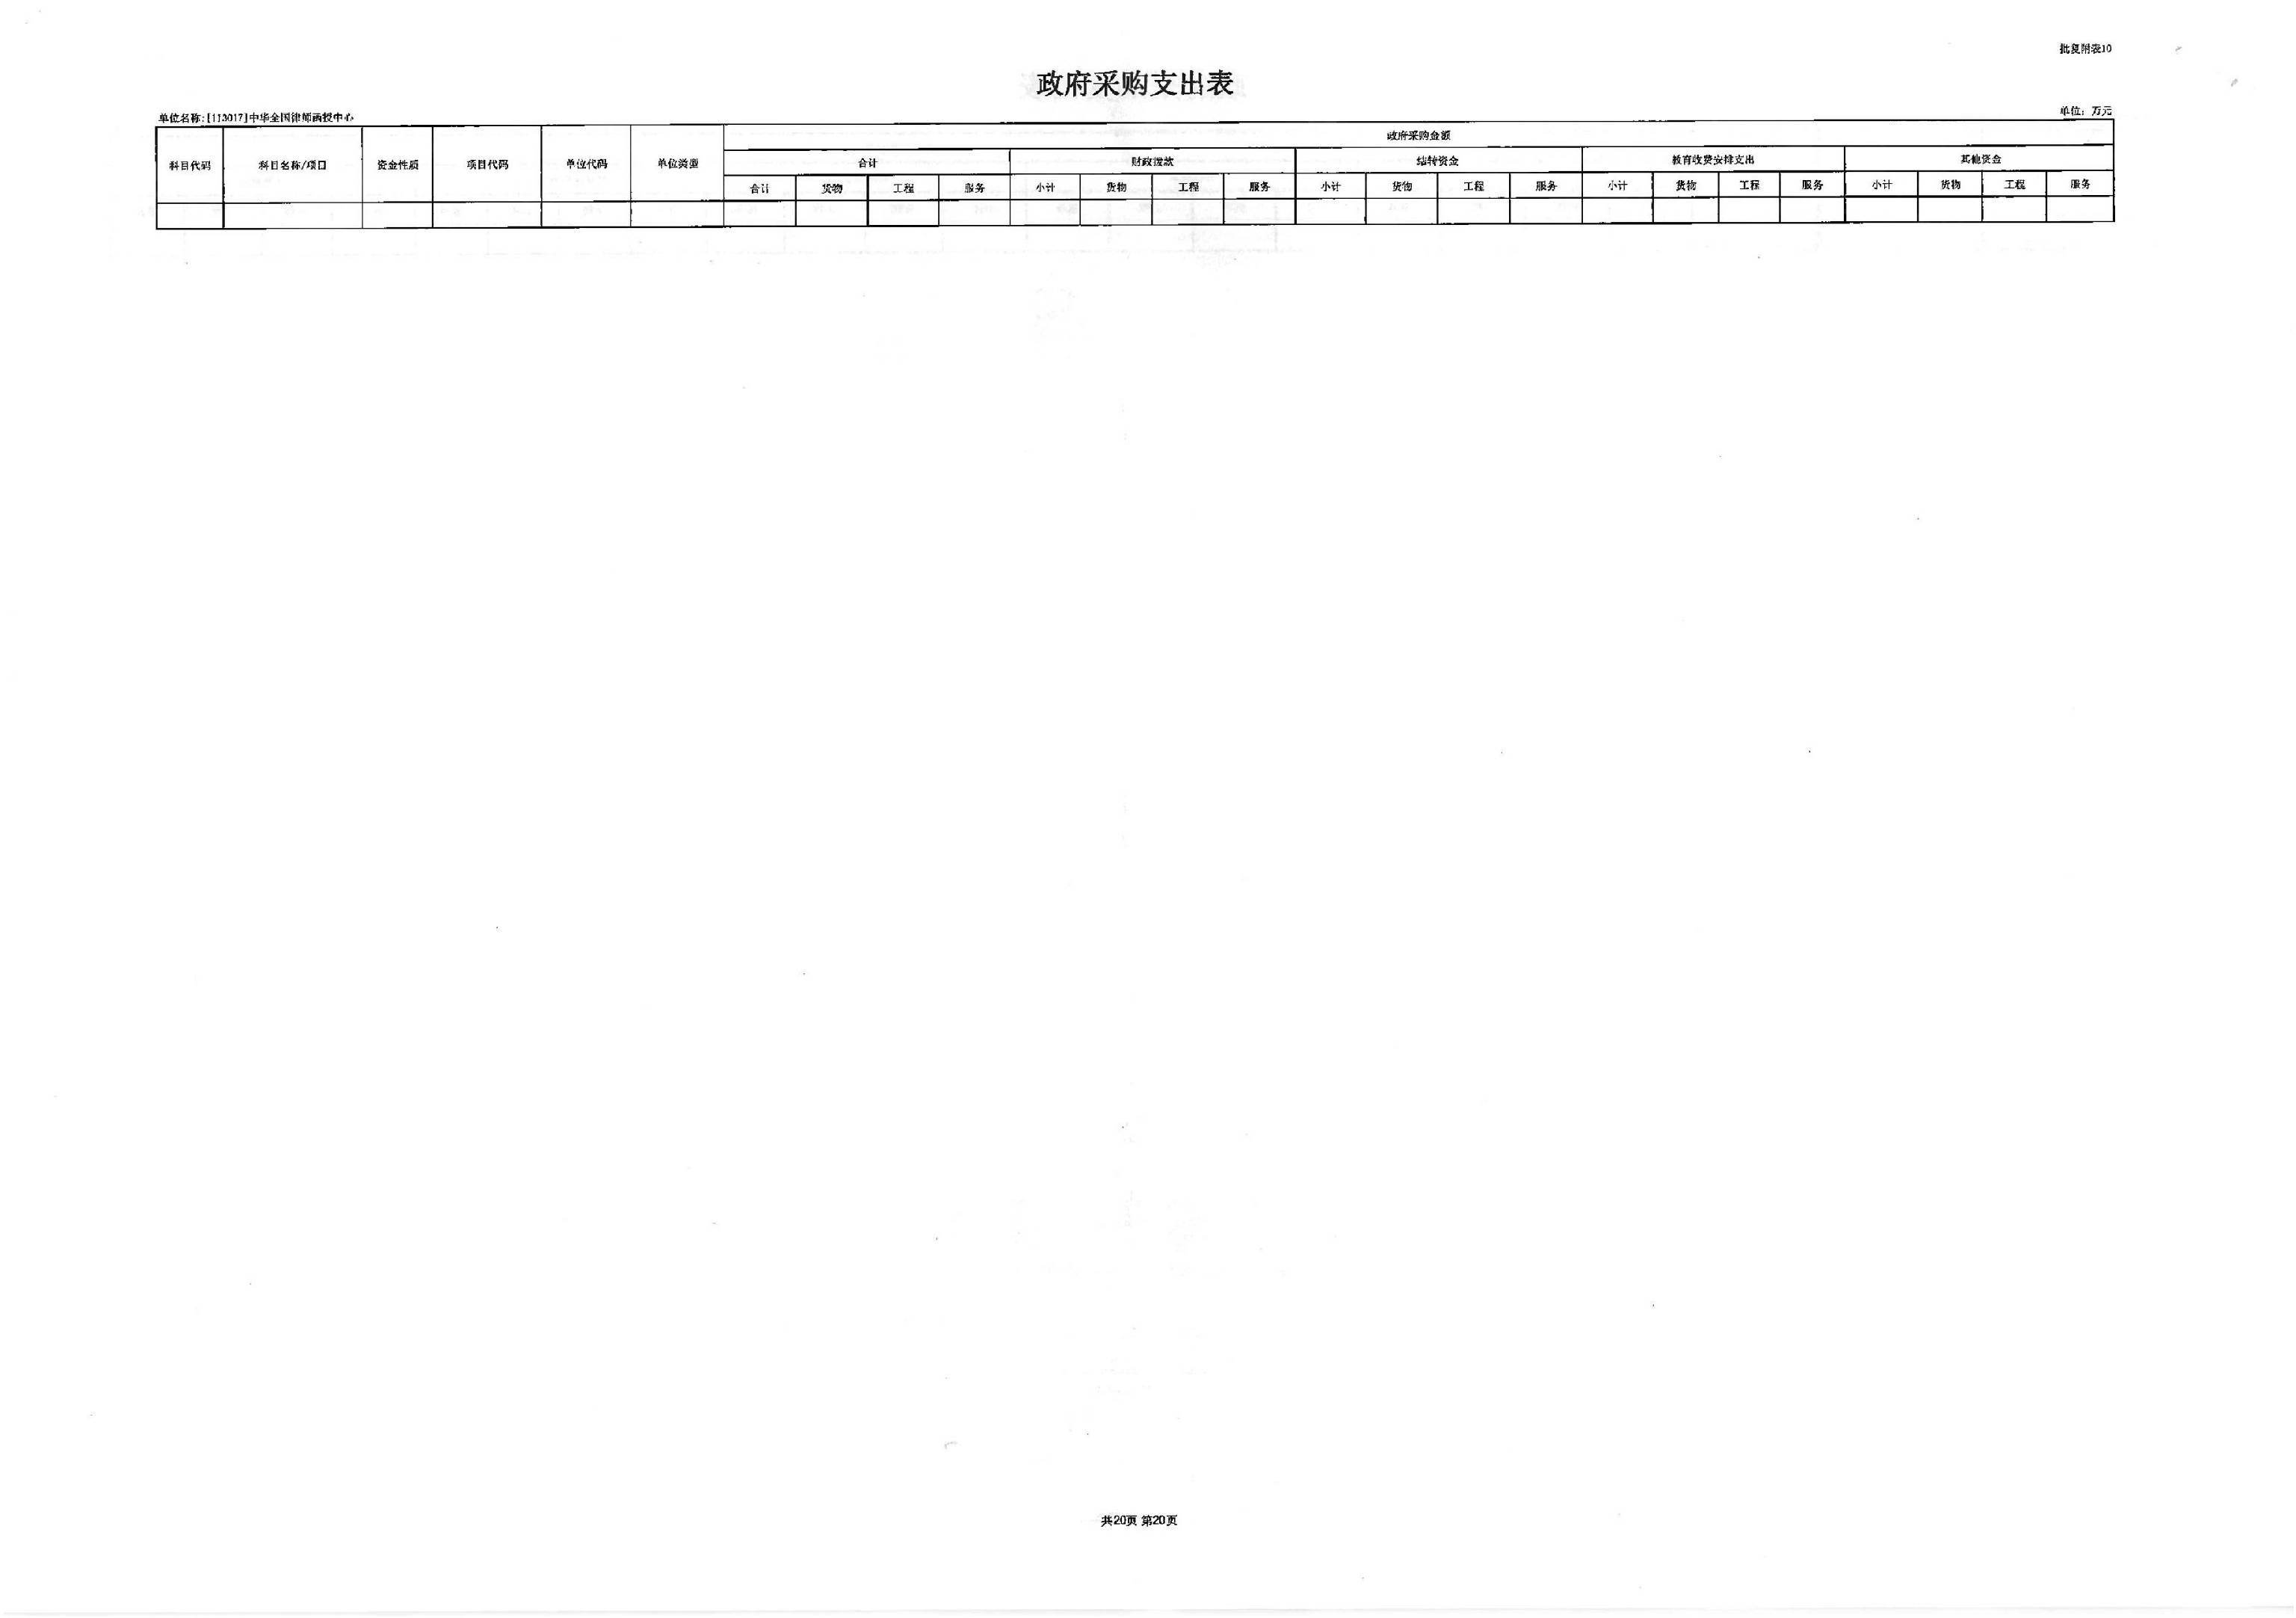 批复附表10
政府采购支出表
单位名称:[113017]中华全国律师函授中心
单位：万元
政府采购金额
科目代码 科目名称/项目 资金性质 项目代码 单位代码 单位类型 合计 财政拨款 结转资金 教育收费安排支出 其他资金
合计 货物 工程 服务 小计 货物 工程 服务 小计 货物 工程 服务 小计 货物 工程 服务 小计 货物 工程 服务
共20页 第20页